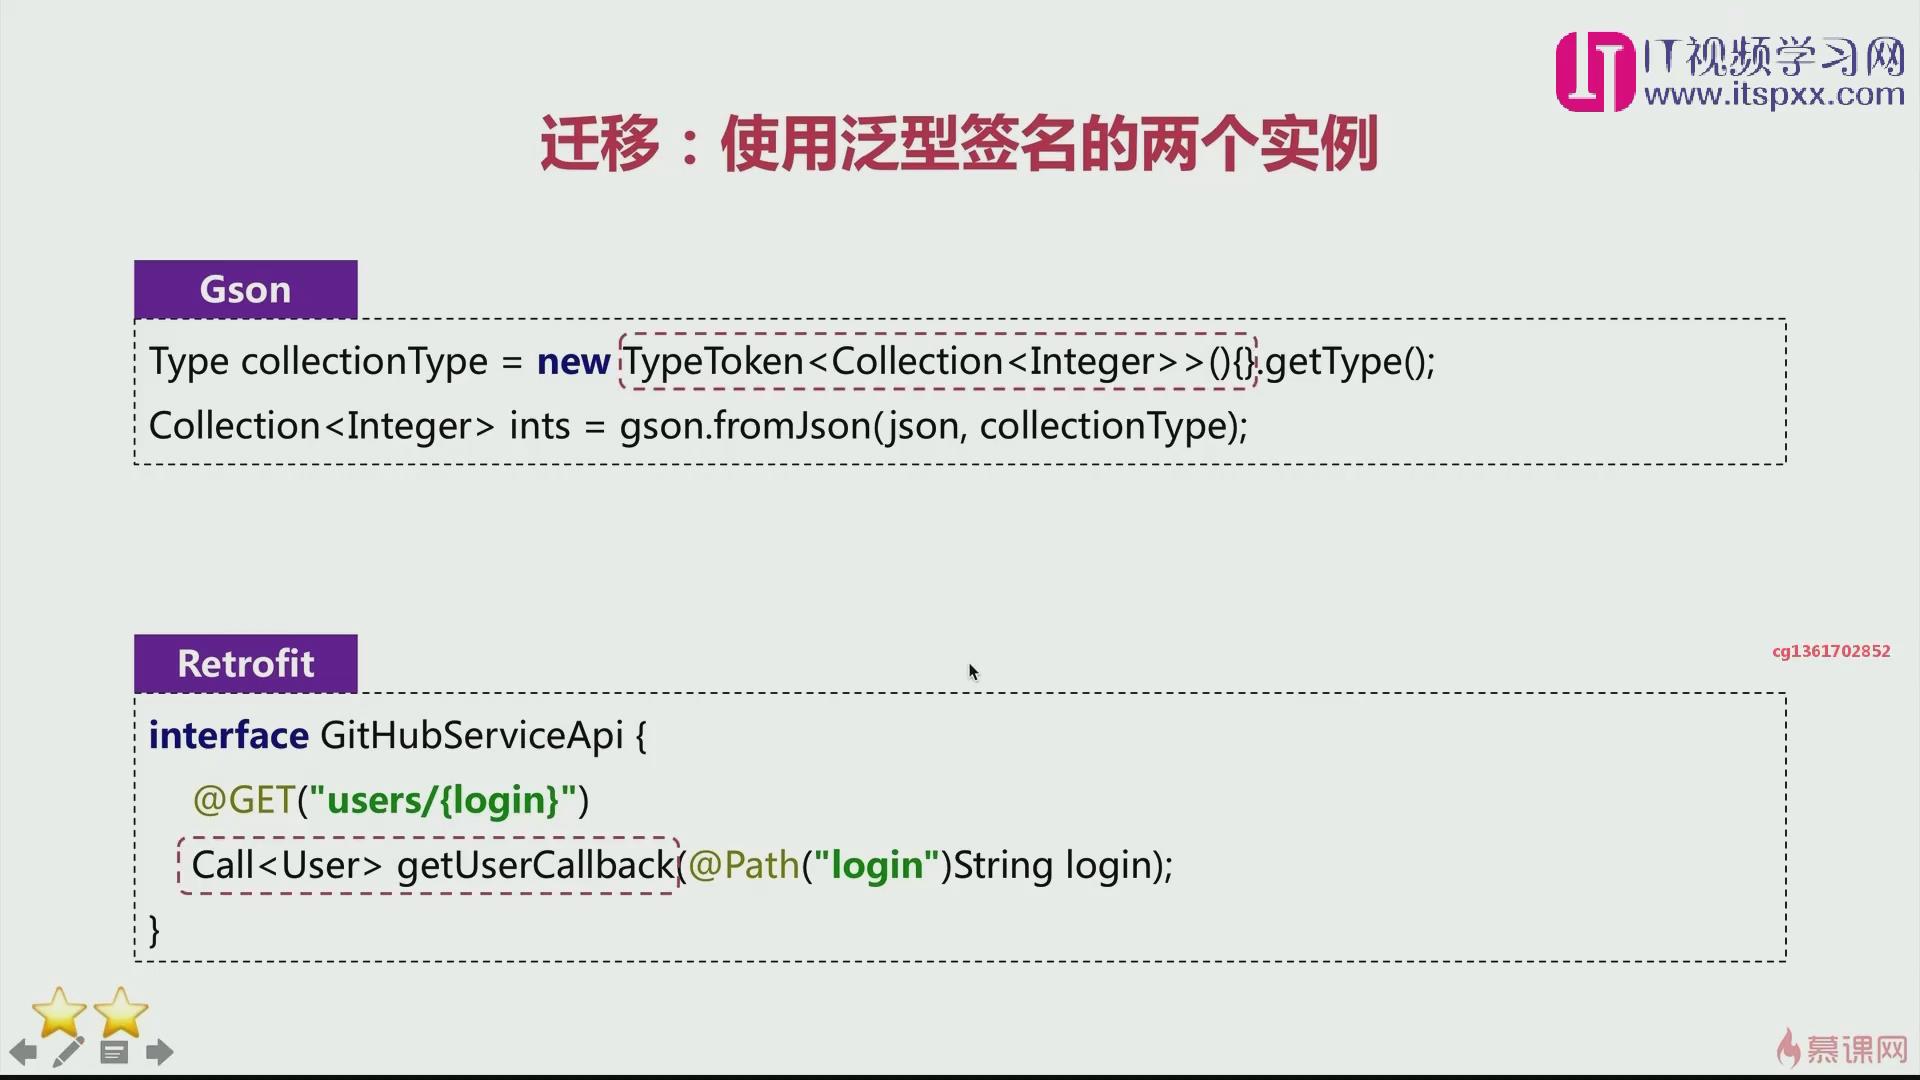 IT视频学习网
www.itspxx.com
迁移：使用泛型签名的两个实例
Gson
Type collectionType = new TypeToken<Collection<Integer>>(){}.getType();
Collection<Integer> ints = gson.fromJson(json, collectionType);
Retrofit
cg1361702852
interface GitHubServiceApi {
@GET("users/{login}")
Call<User> getUserCallback(@Path("login")String login);
}
慕课网